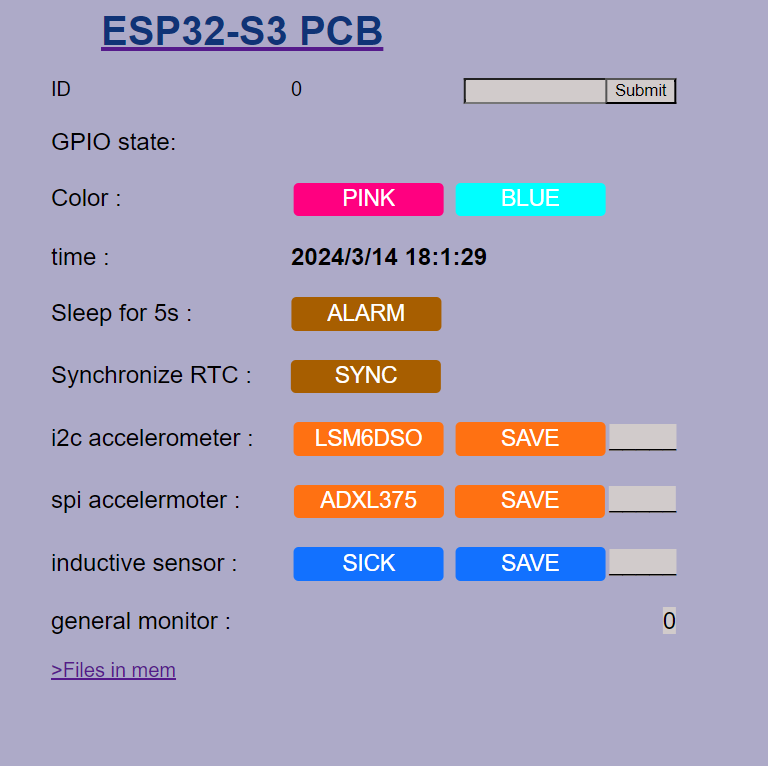 ESP32-S3 PCB
ID 0 Submit
GPIO state:
Color : PINK BLUE
time : 2024/3/14 18:1:29
Sleep for 5s : ALARM
Synchronize RTC : SYNC
i2c accelerometer : LSM6DSO SAVE
spi accelermoter : ADXL375 SAVE
inductive sensor : SICK SAVE
general monitor : 0
>Files in mem